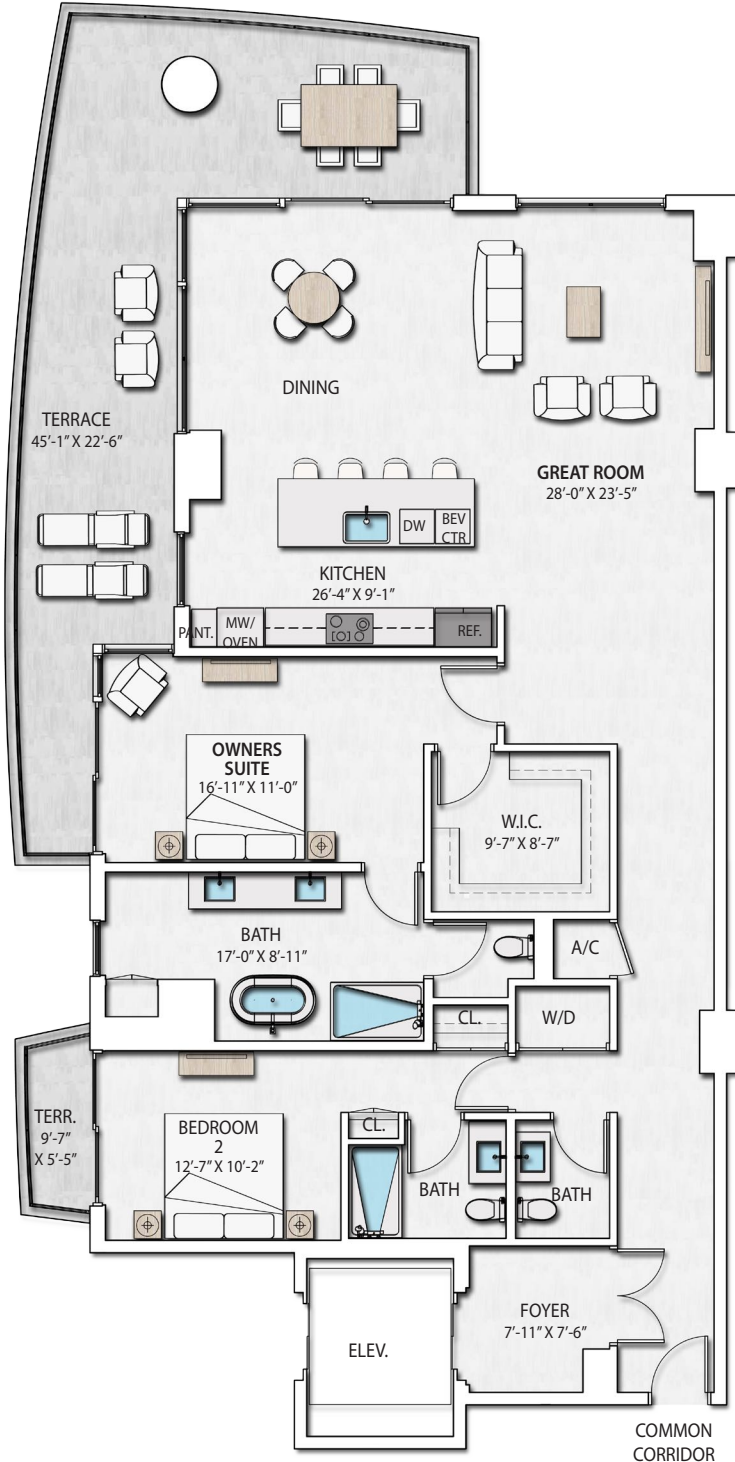 DINING
TERRACE
45'-1" X 22'-6"
GREAT ROOM
28'-0" X 23'-5"
DW
BEV
CTR
KITCHEN
26'-4" X 9'-1"
PANT.
MW/
OVEN
REF.
OWNERS
SUITE
16'-11" X 11'-0"
W.I.C.
9'-7" X 8'-7"
BATH
17'-0" X 8'-11"
A/C
CL.
W/D
TERR.
9'-7"
X 5'-5"
BEDROOM
2
12'-7" X 10'-2"
CL.
BATH
BATH
FOYER
7'-11" X 7'-6"
ELEV.
COMMON
CORRIDOR